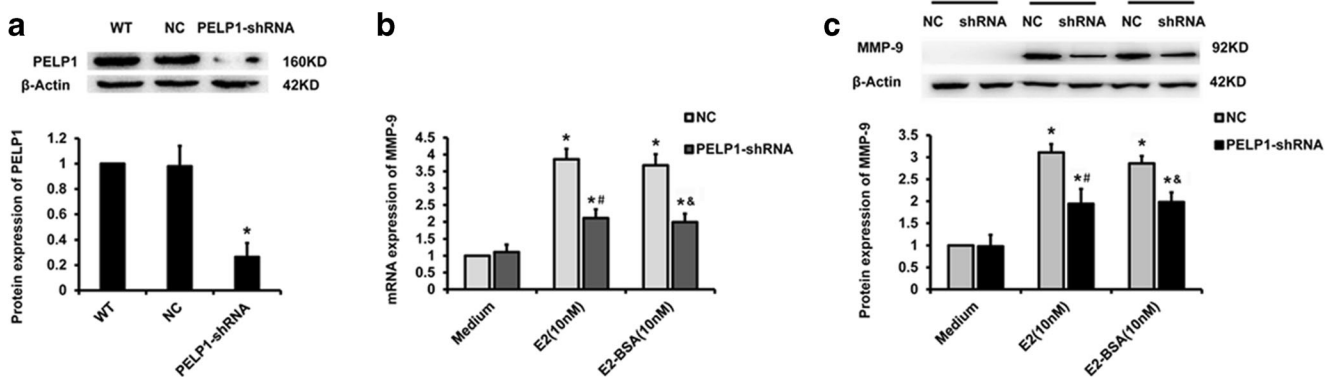 a
WT NC PELP1-shRNA
PELP1 160KD
β-Actin 42KD
Protein expression of PELP1
1.2
1
0.8
0.6
0.4
0.2
0
*
WT
NC
PELP1-shRNA
b
mRNA expression of MMP-9
4.5
4
3.5
3
2.5
2
1.5
1
0.5
0
NC
PELP1-shRNA
* *# * *&
Medium
E2(10nM)
E2-BSA(10nM)
c
NC shRNA NC shRNA NC shRNA
MMP-9 92KD
β-Actin 42KD
Protein expression of MMP-9
3.5
3
2.5
2
1.5
1
0.5
0
NC
PELP1-shRNA
* *# * *&
Medium
E2(10nM)
E2-BSA(10nM)